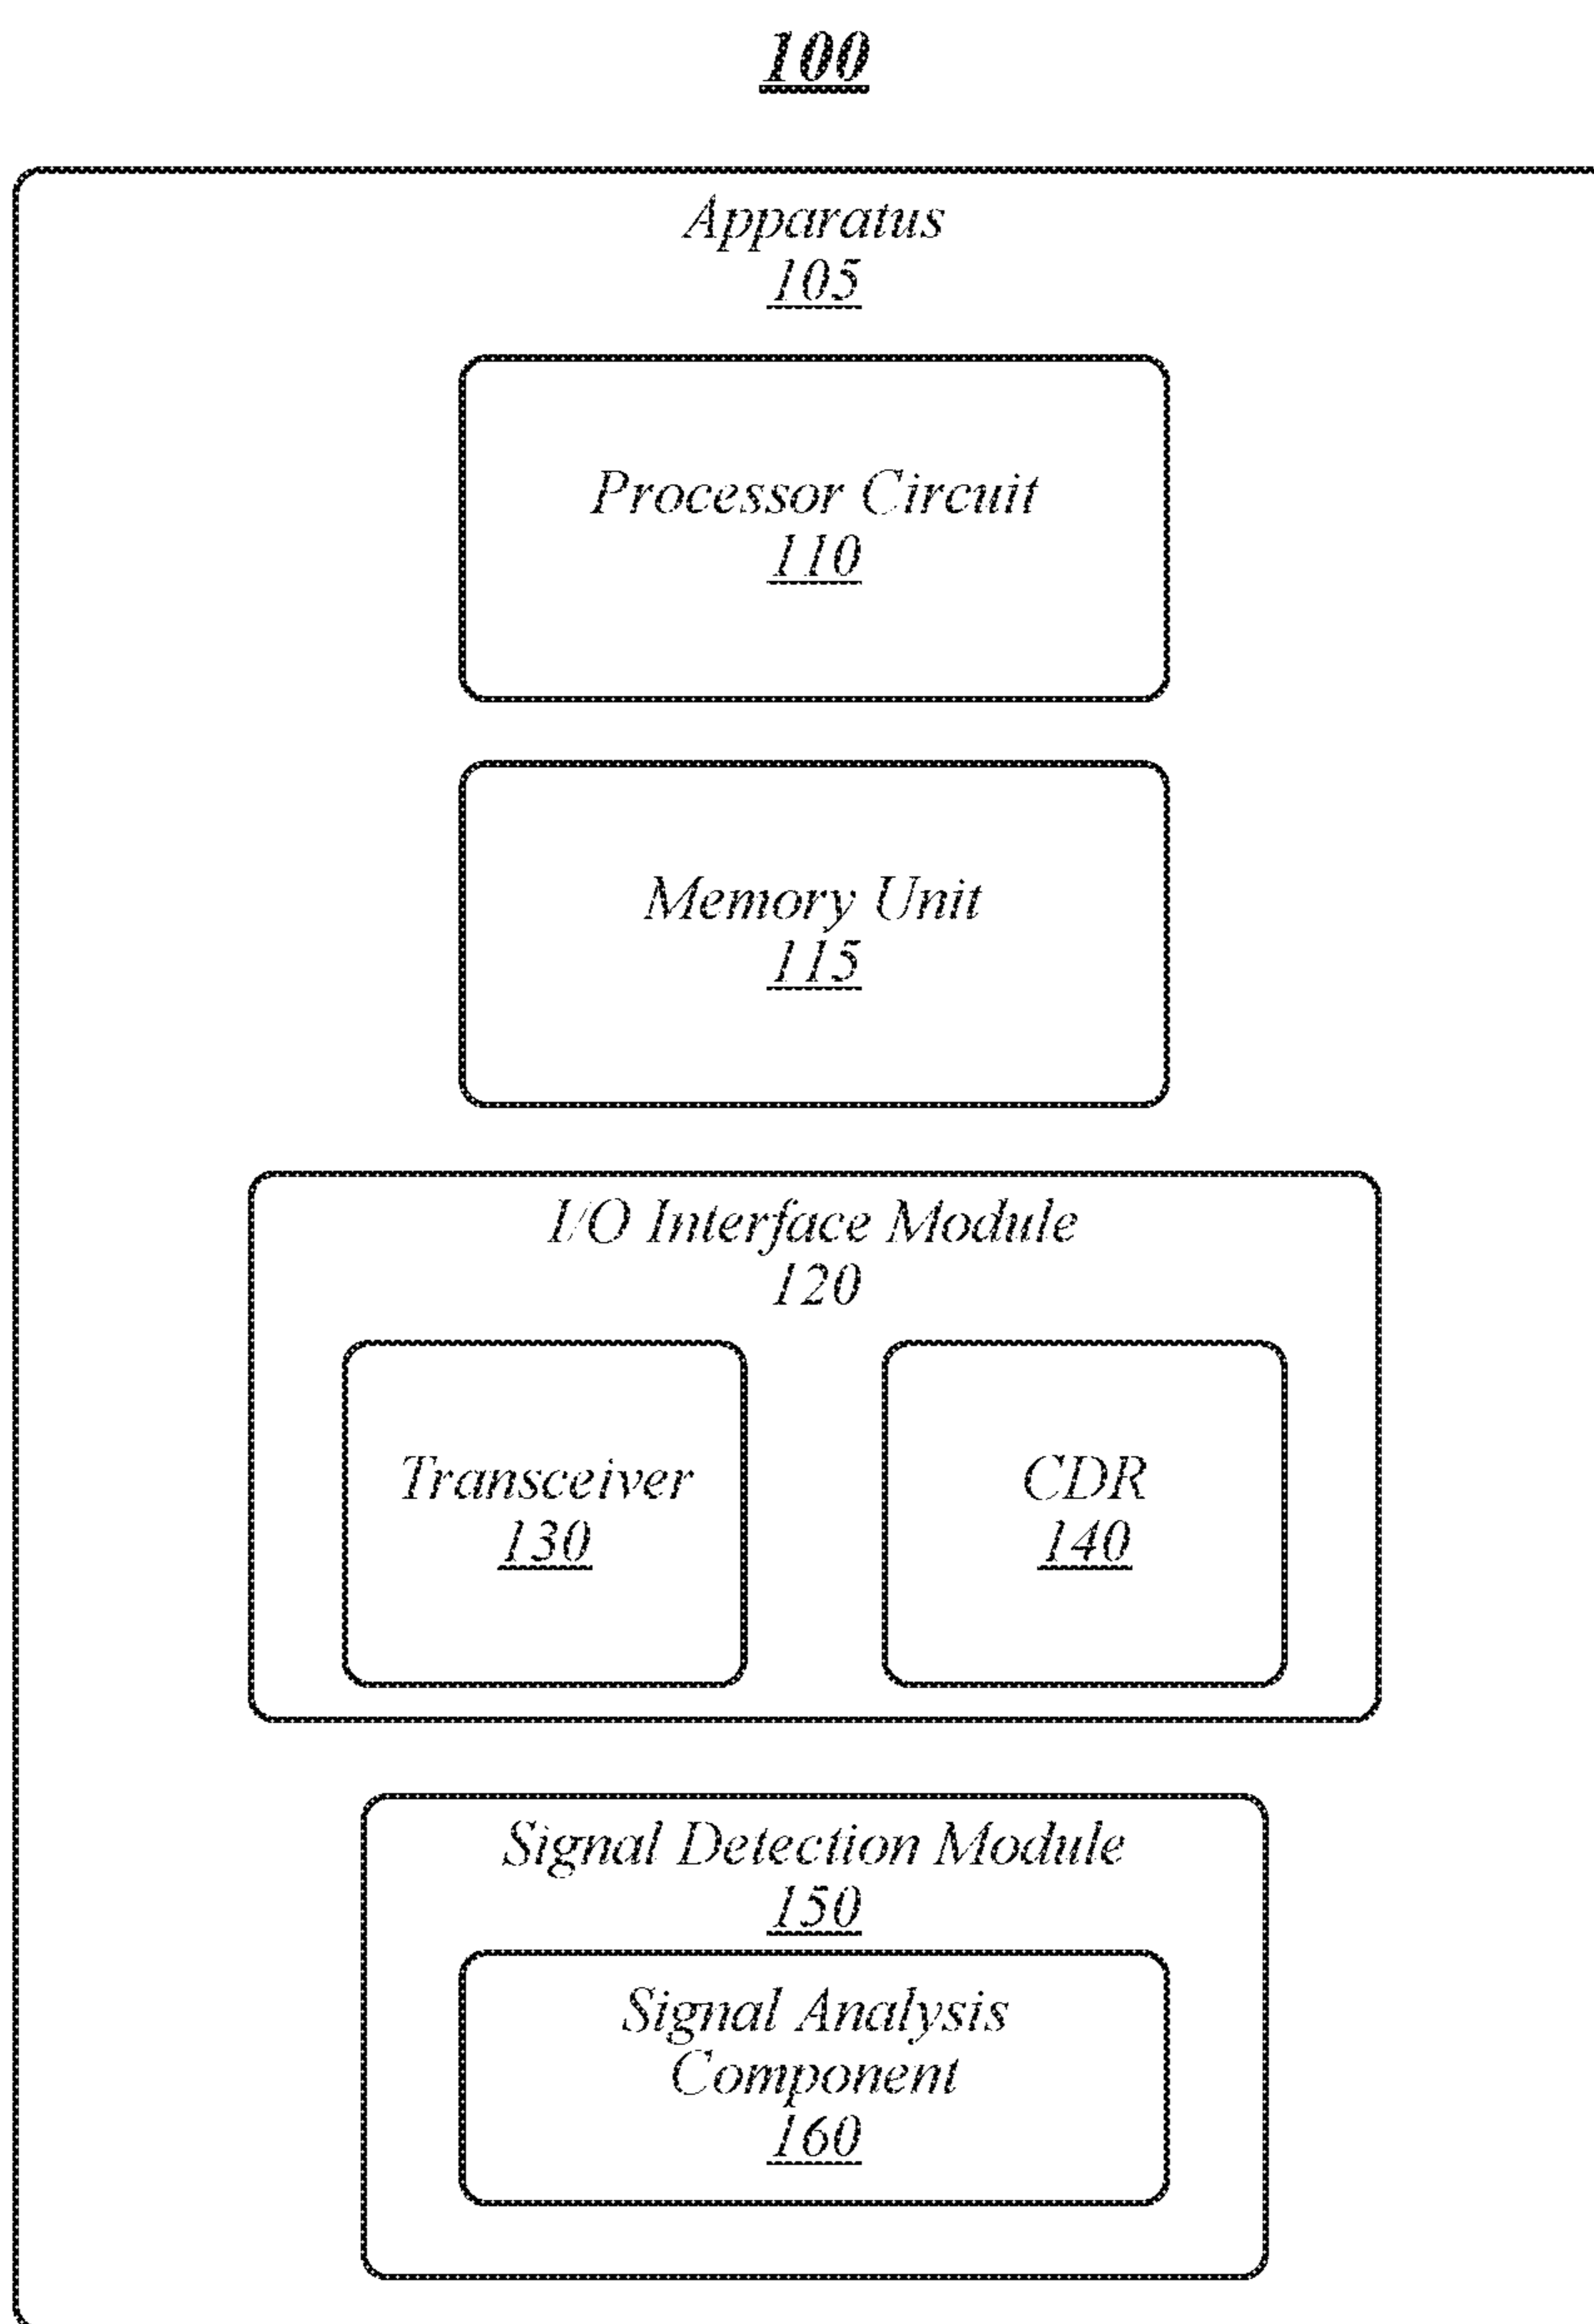 100
Apparatus
105
Processor Circuit
110
Memory Unit
115
I/O Interface Module
120
Transceiver
130
CDR
140
Signal Detection Module
150
Signal Analysis
Component
160